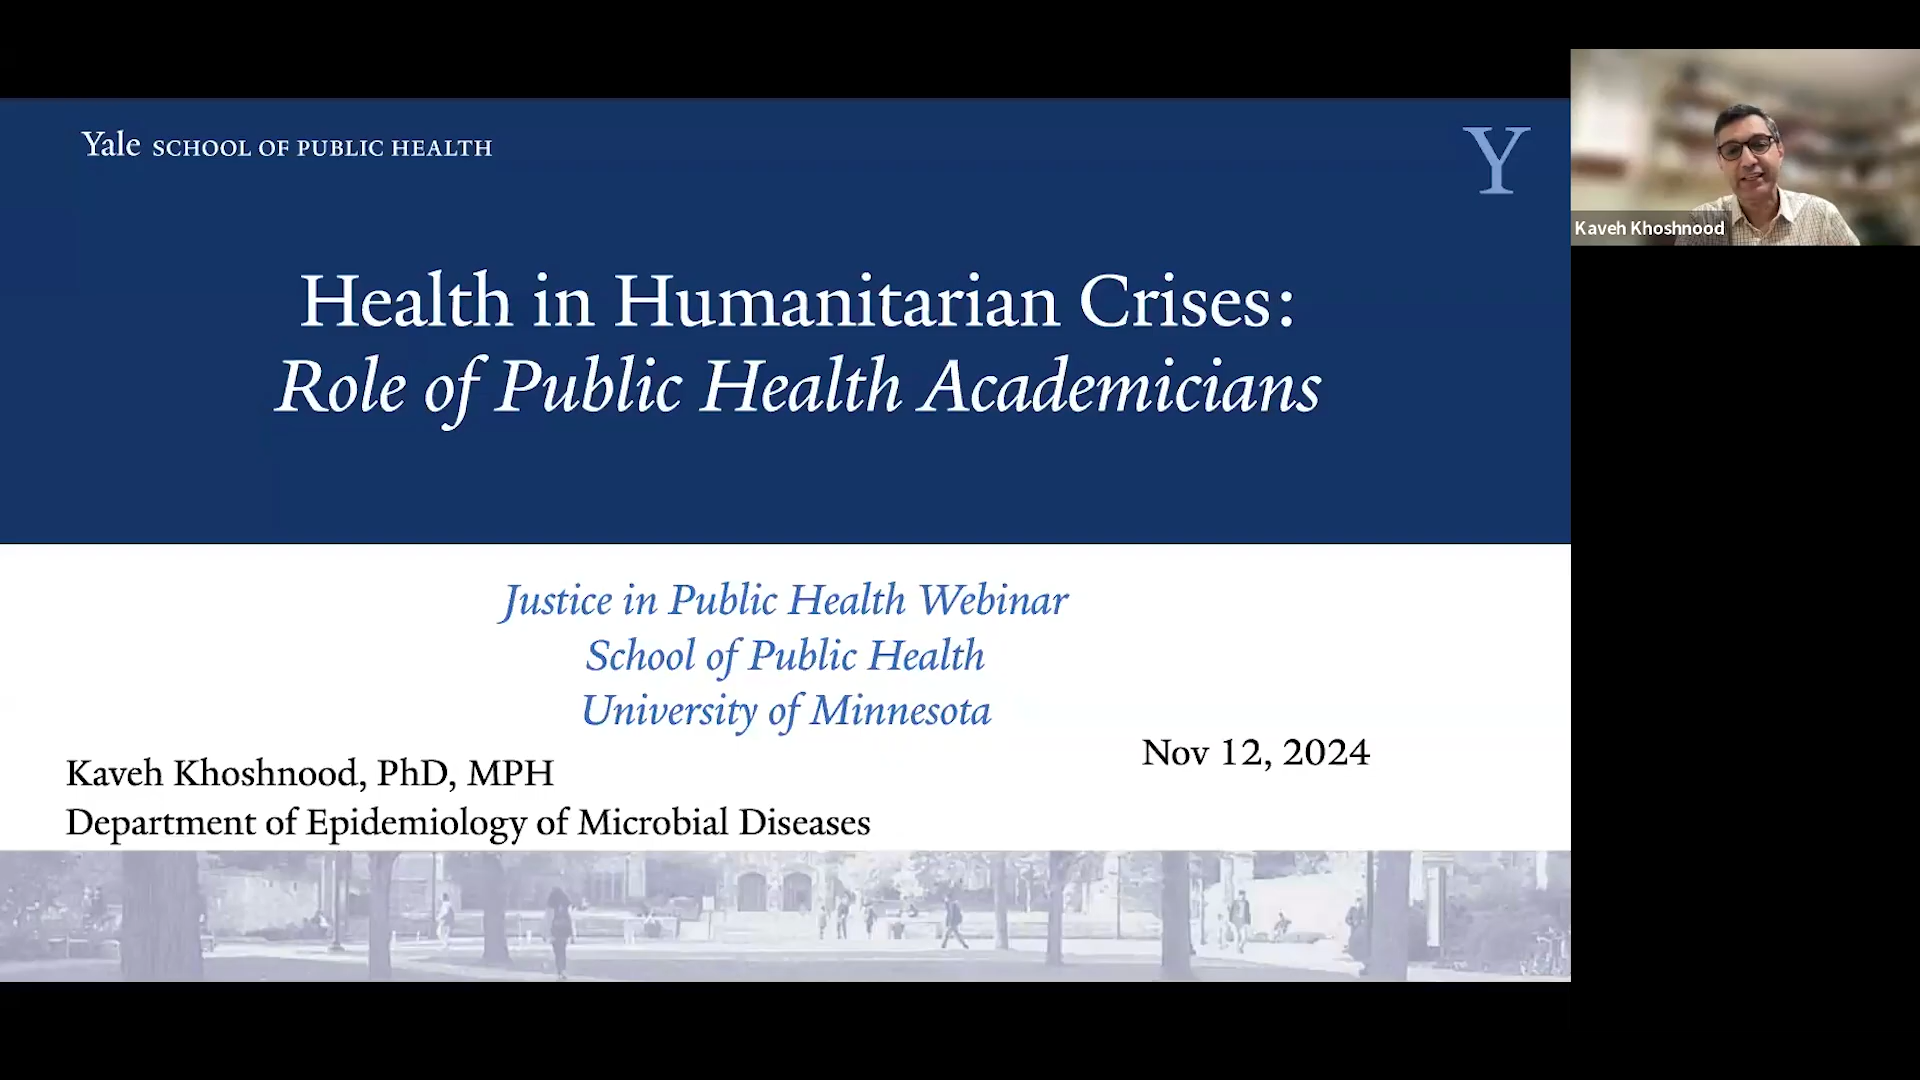 Yale SCHOOL OF PUBLIC HEALTH
Y
Health in Humanitarian Crises:
Role of Public Health Academicians
Justice in Public Health Webinar
School of Public Health
University of Minnesota
Nov 12, 2024
Kaveh Khoshnood, PhD, MPH
Department of Epidemiology of Microbial Diseases
Kaveh Khoshnood